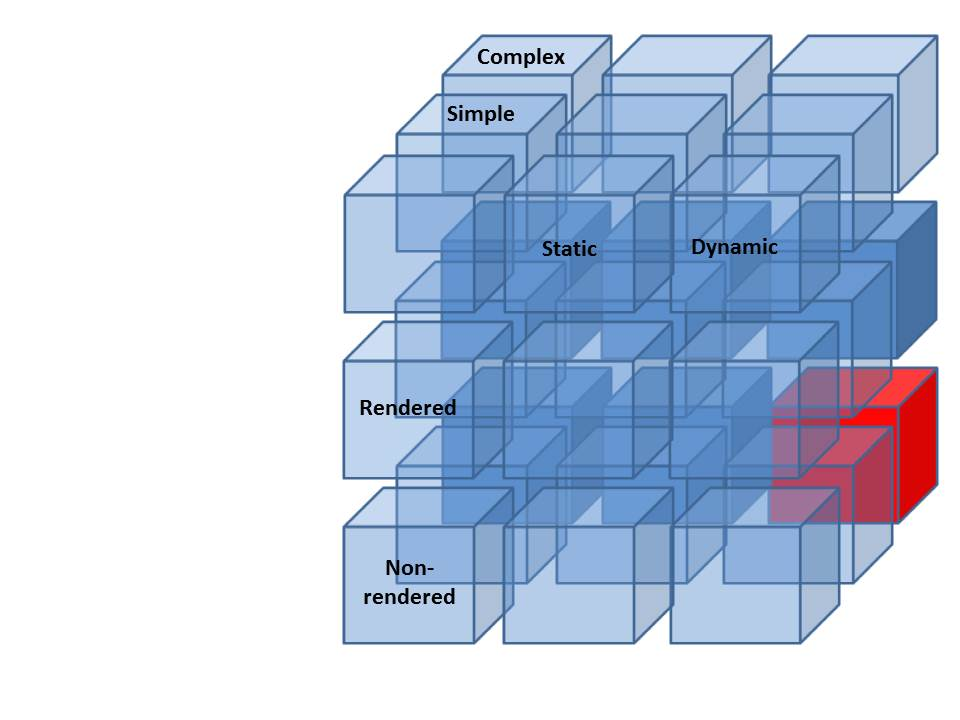 Complex
Simple
Static
Dynamic
Rendered
Non-
rendered